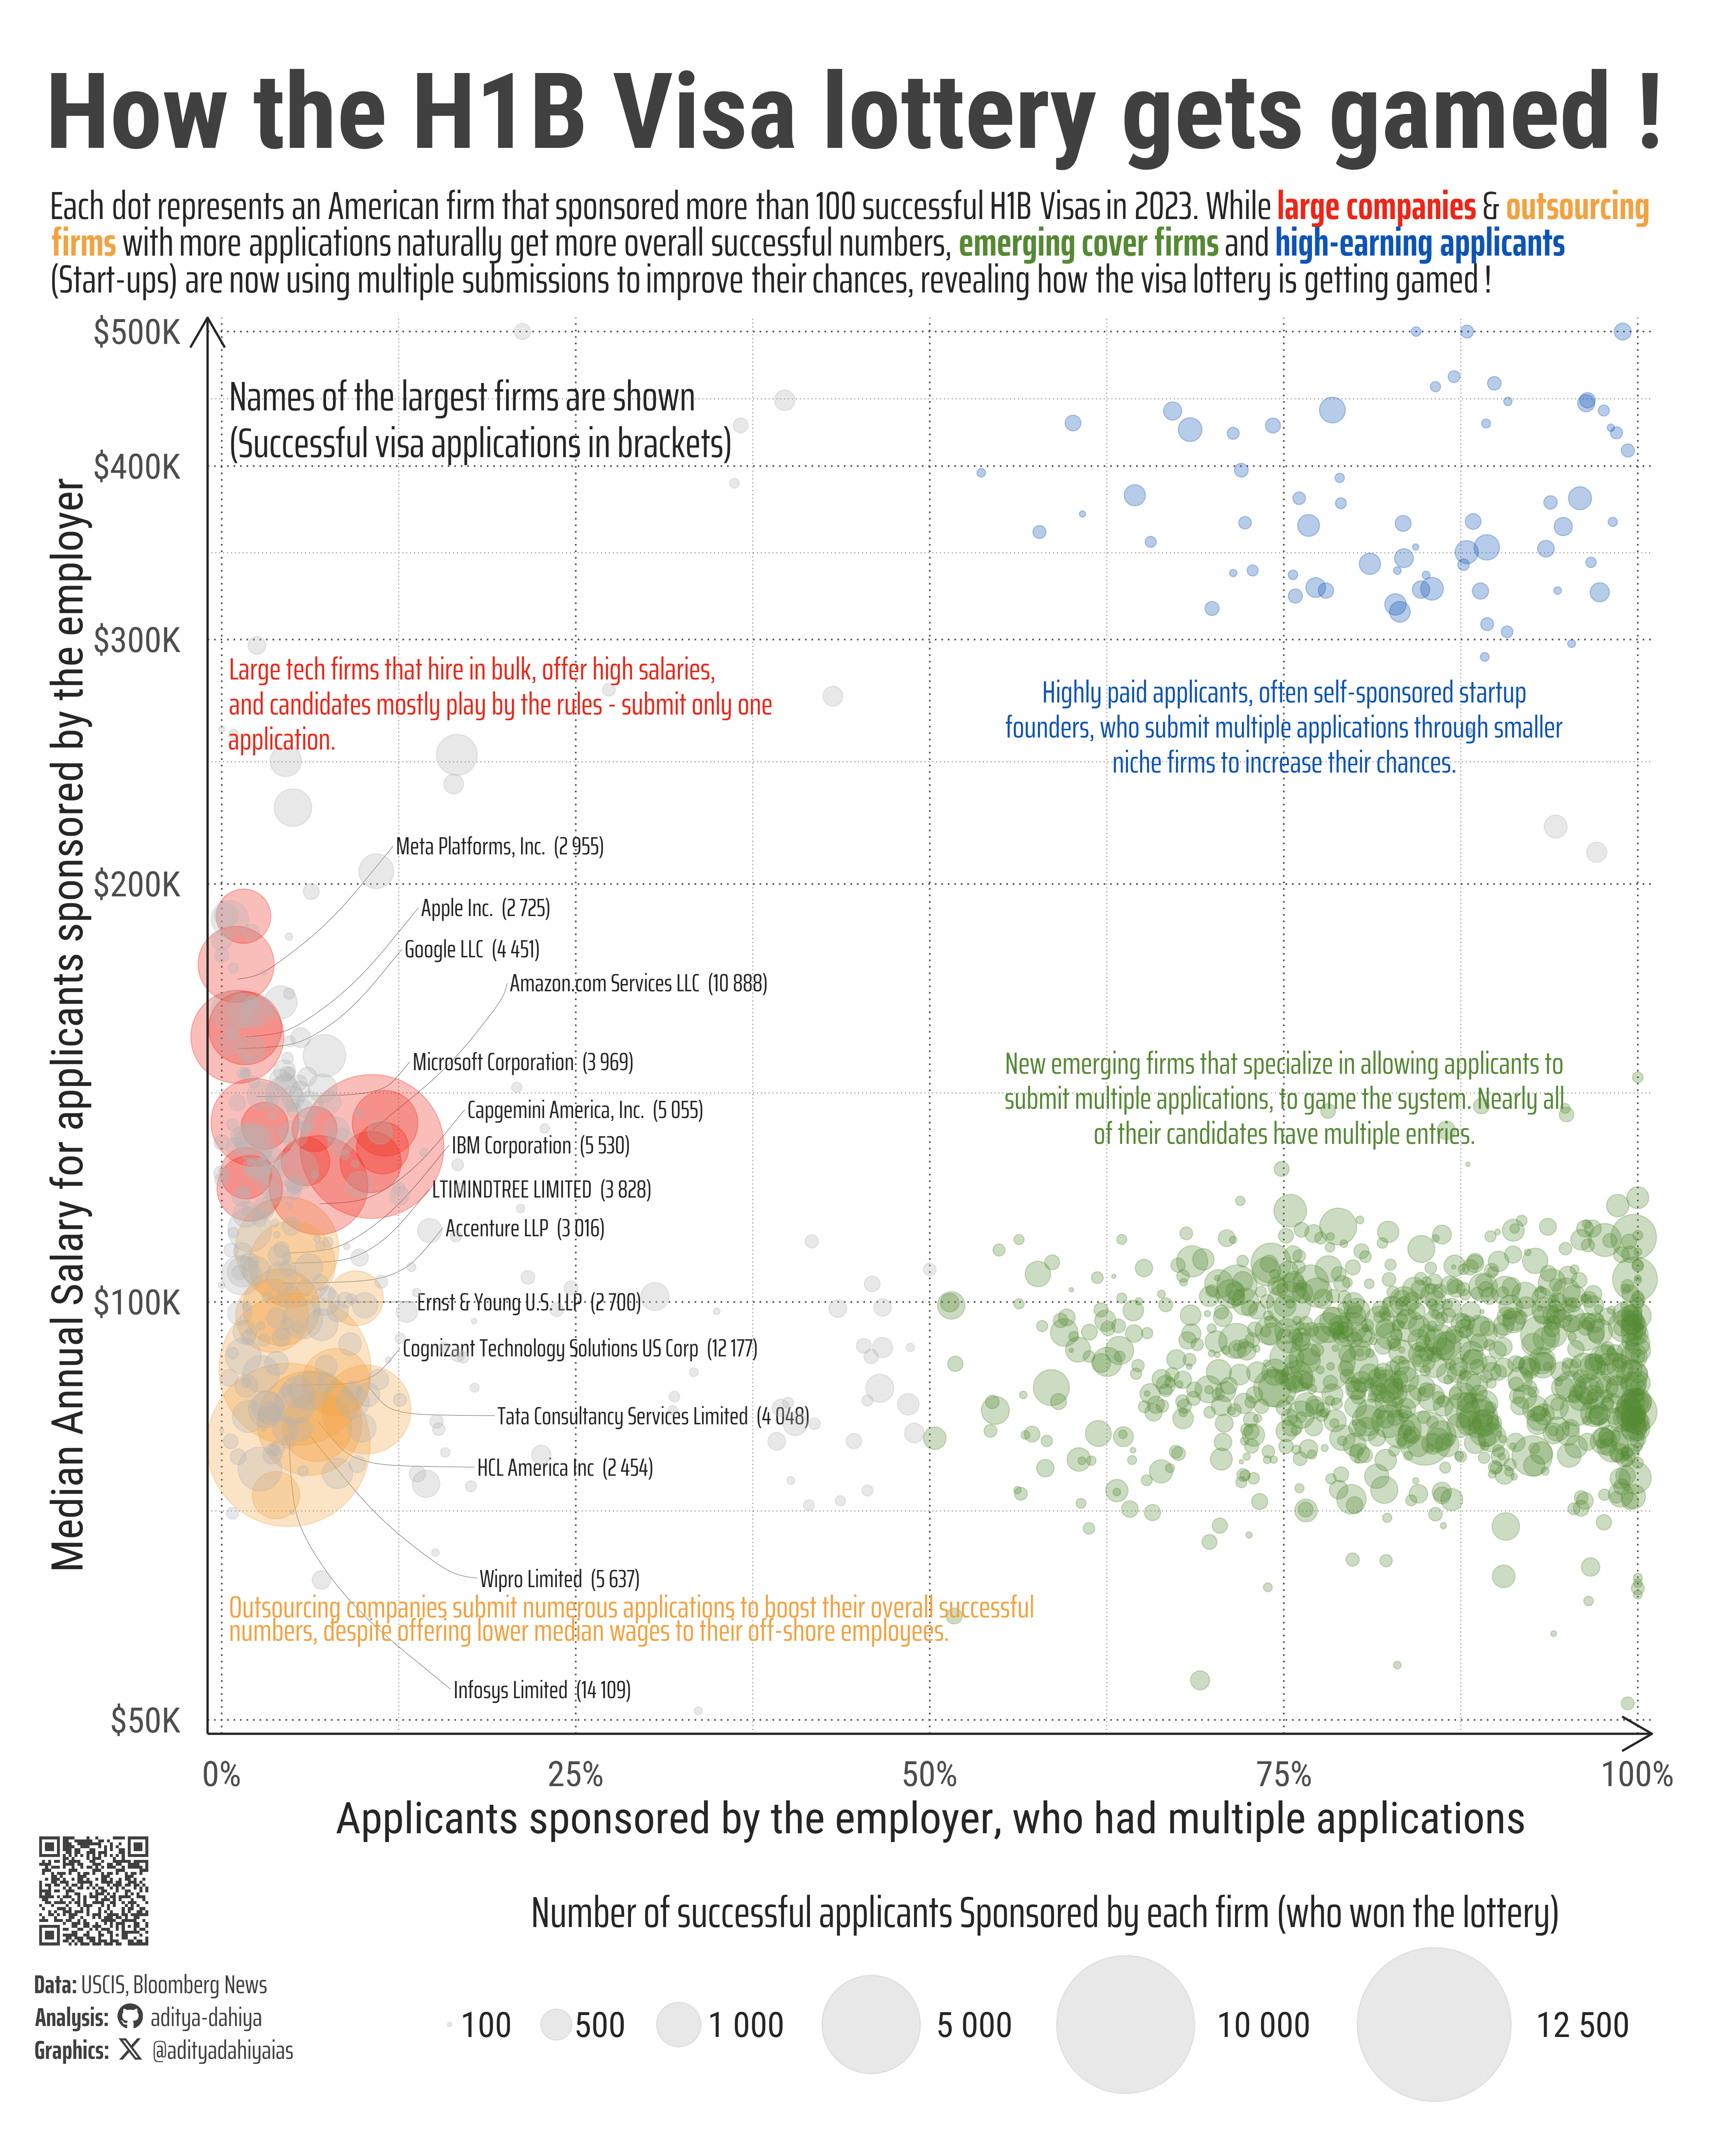 How the H1B Visa lottery gets gamed !
Each dot represents an American firm that sponsored more than 100 successful H1B Visas in 2023. While large companies & outsourcing
firms with more applications naturally get more overall successful numbers, emerging cover firms and high-earning applicants
(Start-ups) are now using multiple submissions to improve their chances, revealing how the visa lottery is getting gamed !
$500K
Names of the largest firms are shown
(Successful visa applications in brackets)
$400K
$300K
Large tech firms that hire in bulk, offer high salaries,
and candidates mostly play by the rules - submit only one
application.
Highly paid applicants, often self-sponsored startup
founders, who submit multiple applications through smaller
niche firms to increase their chances.
Median Annual Salary for applicants sponsored by the employer
Meta Platforms, Inc. (2 955)
$200K
Apple Inc. (2 725)
Google LLC (4 451)
Amazon.com Services LLC (10 888)
Microsoft Corporation (3 969)
New emerging firms that specialize in allowing applicants to
submit multiple applications, to game the system. Nearly all
of their candidates have multiple entries.
Capgemini America, Inc. (5 055)
IBM Corporation (5 530)
LTIMINDTREE LIMITED (3 828)
Accenture LLP (3 016)
$100K
Ernst & Young U.S. LLP (2 700)
Cognizant Technology Solutions US Corp (12 177)
Tata Consultancy Services Limited (4 048)
HCL America Inc (2 454)
Wipro Limited (5 637)
Outsourcing companies submit numerous applications to boost their overall successful
numbers, despite offering lower median wages to their off-shore employees.
Infosys Limited (14 109)
$50K
0%
25%
50%
75%
100%
Applicants sponsored by the employer, who had multiple applications
Number of successful applicants Sponsored by each firm (who won the lottery)
100
500
1 000
5 000
10 000
12 500
Data: USCIS, Bloomberg News
Analysis: aditya-dahiya
Graphics: @adityadahiyaias